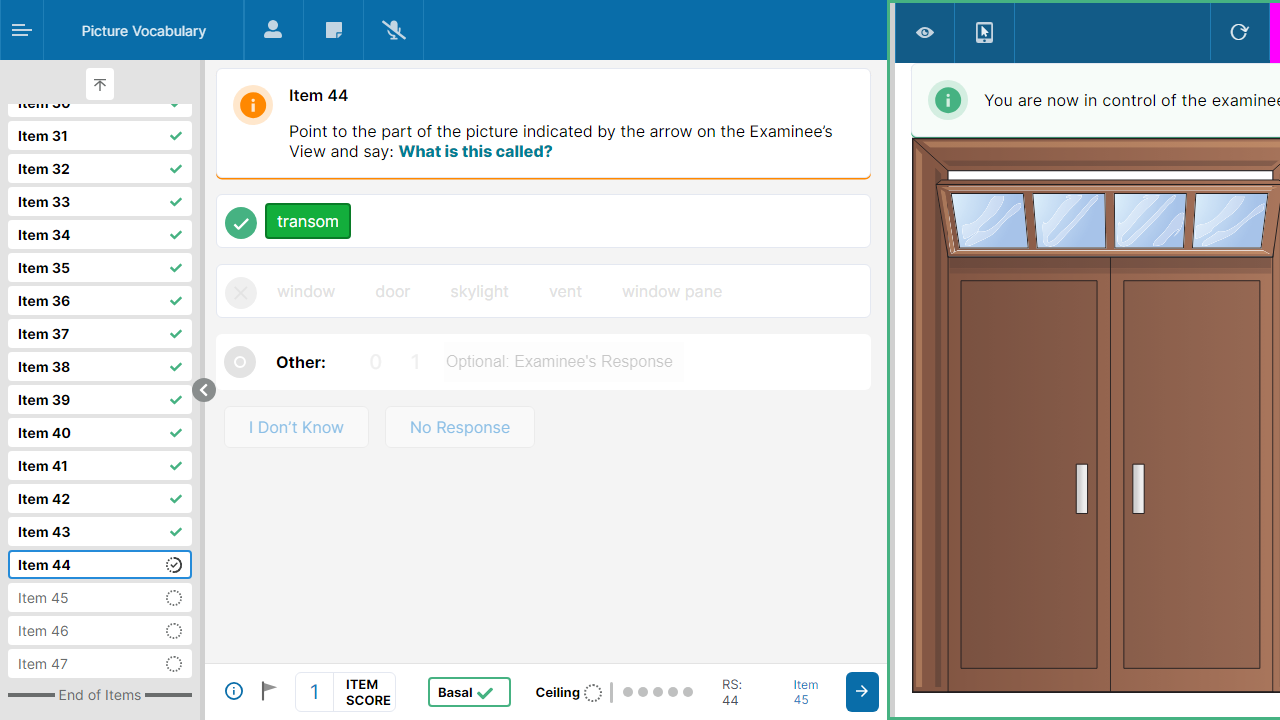 Picture Vocabulary
Item 30
Item 31
Item 32
Item 33
Item 34
Item 35
Item 36
Item 37
Item 38
Item 39
Item 40
Item 41
Item 42
Item 43
Item 44
Item 45
Item 46
Item 47
End of Items
Item 44
Point to the part of the picture indicated by the arrow on the Examinee’s
View and say: What is this called?
transom
window door skylight vent window pane
Other: 0 1 Optional: Examinee's Response
I Don’t Know No Response
1 ITEM
SCORE
Basal
Ceiling
RS:
44
Item
45
You are now in control of the examinee